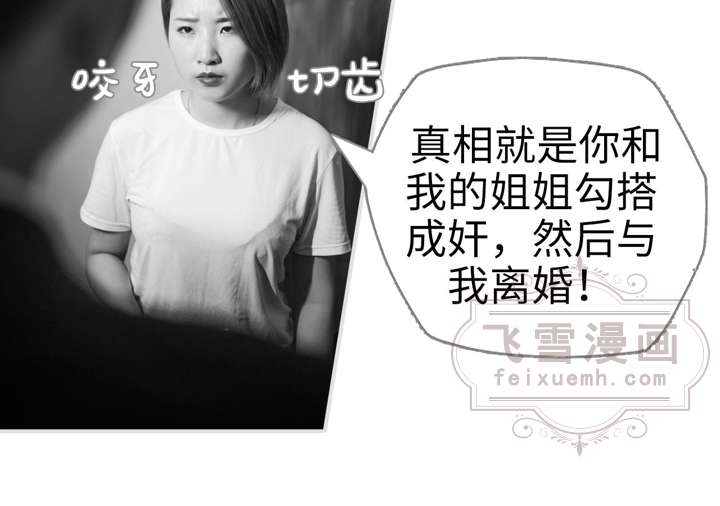 咬牙
切齿
真相就是你和
我的姐姐勾搭
成奸，然后与
我离婚！
飞雪漫画
feixuemh.com